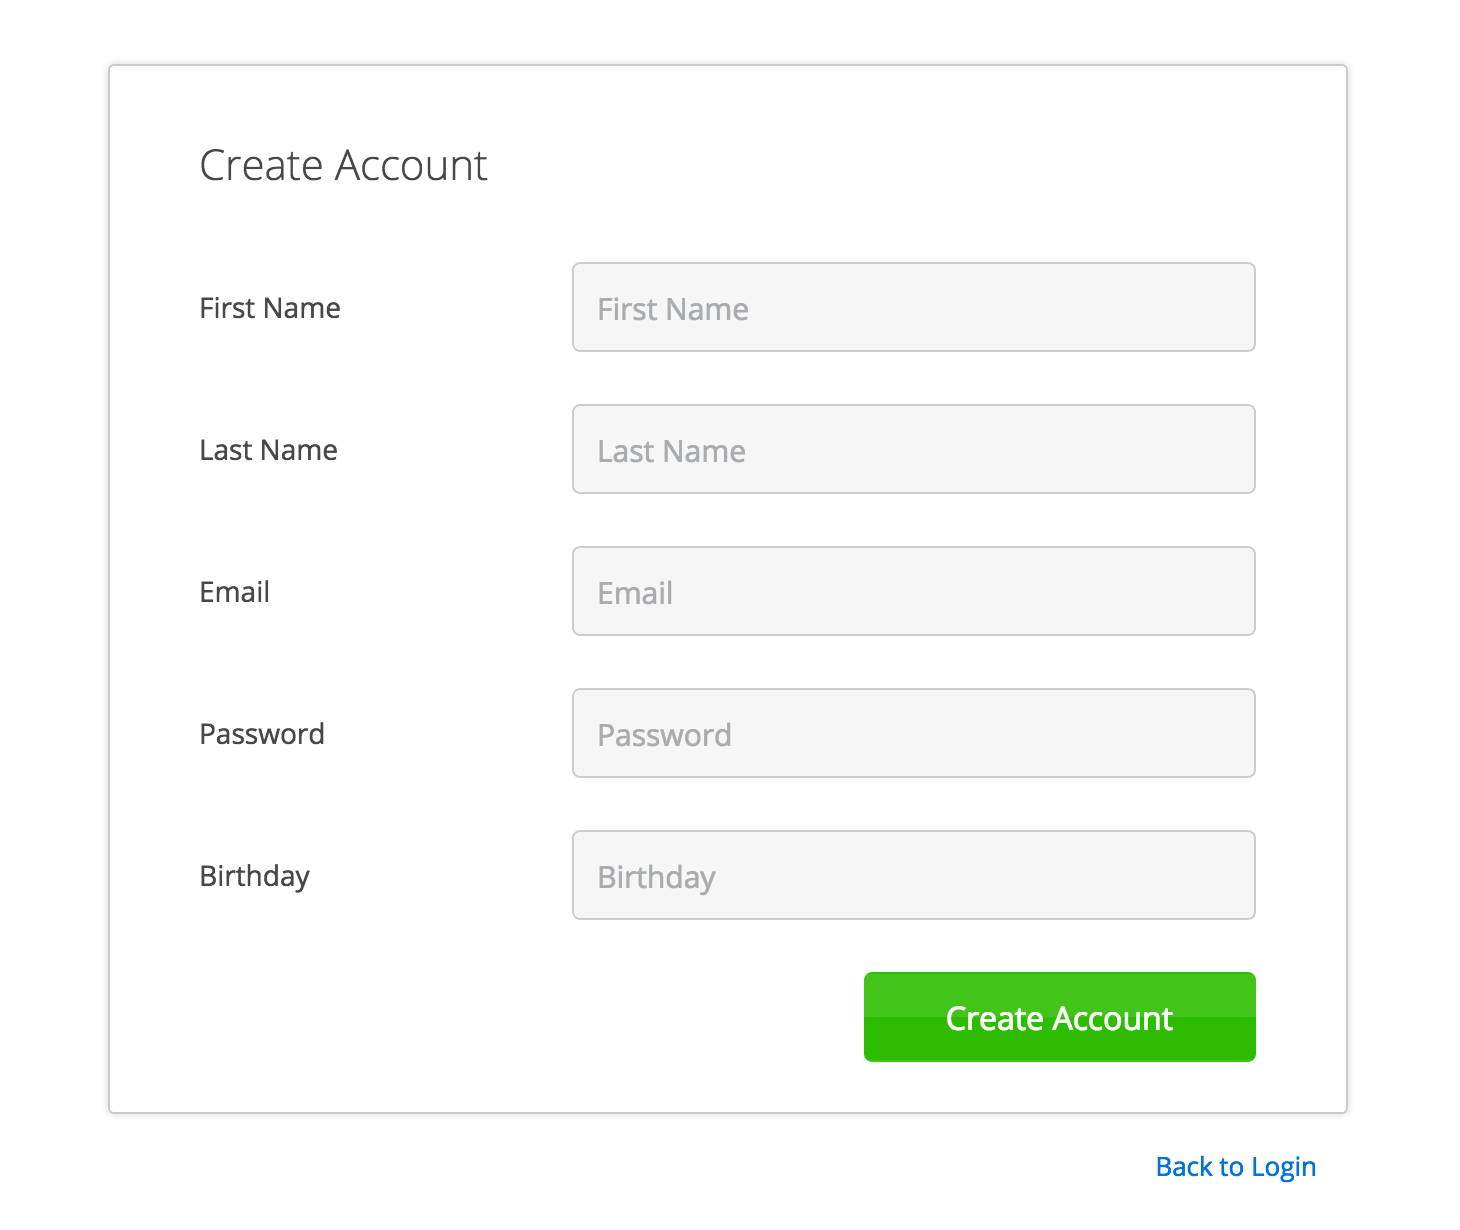 Create Account
First Name
First Name
Last Name
Last Name
Email
Email
Password
Password
Birthday
Birthday
Create Account
Back to Login